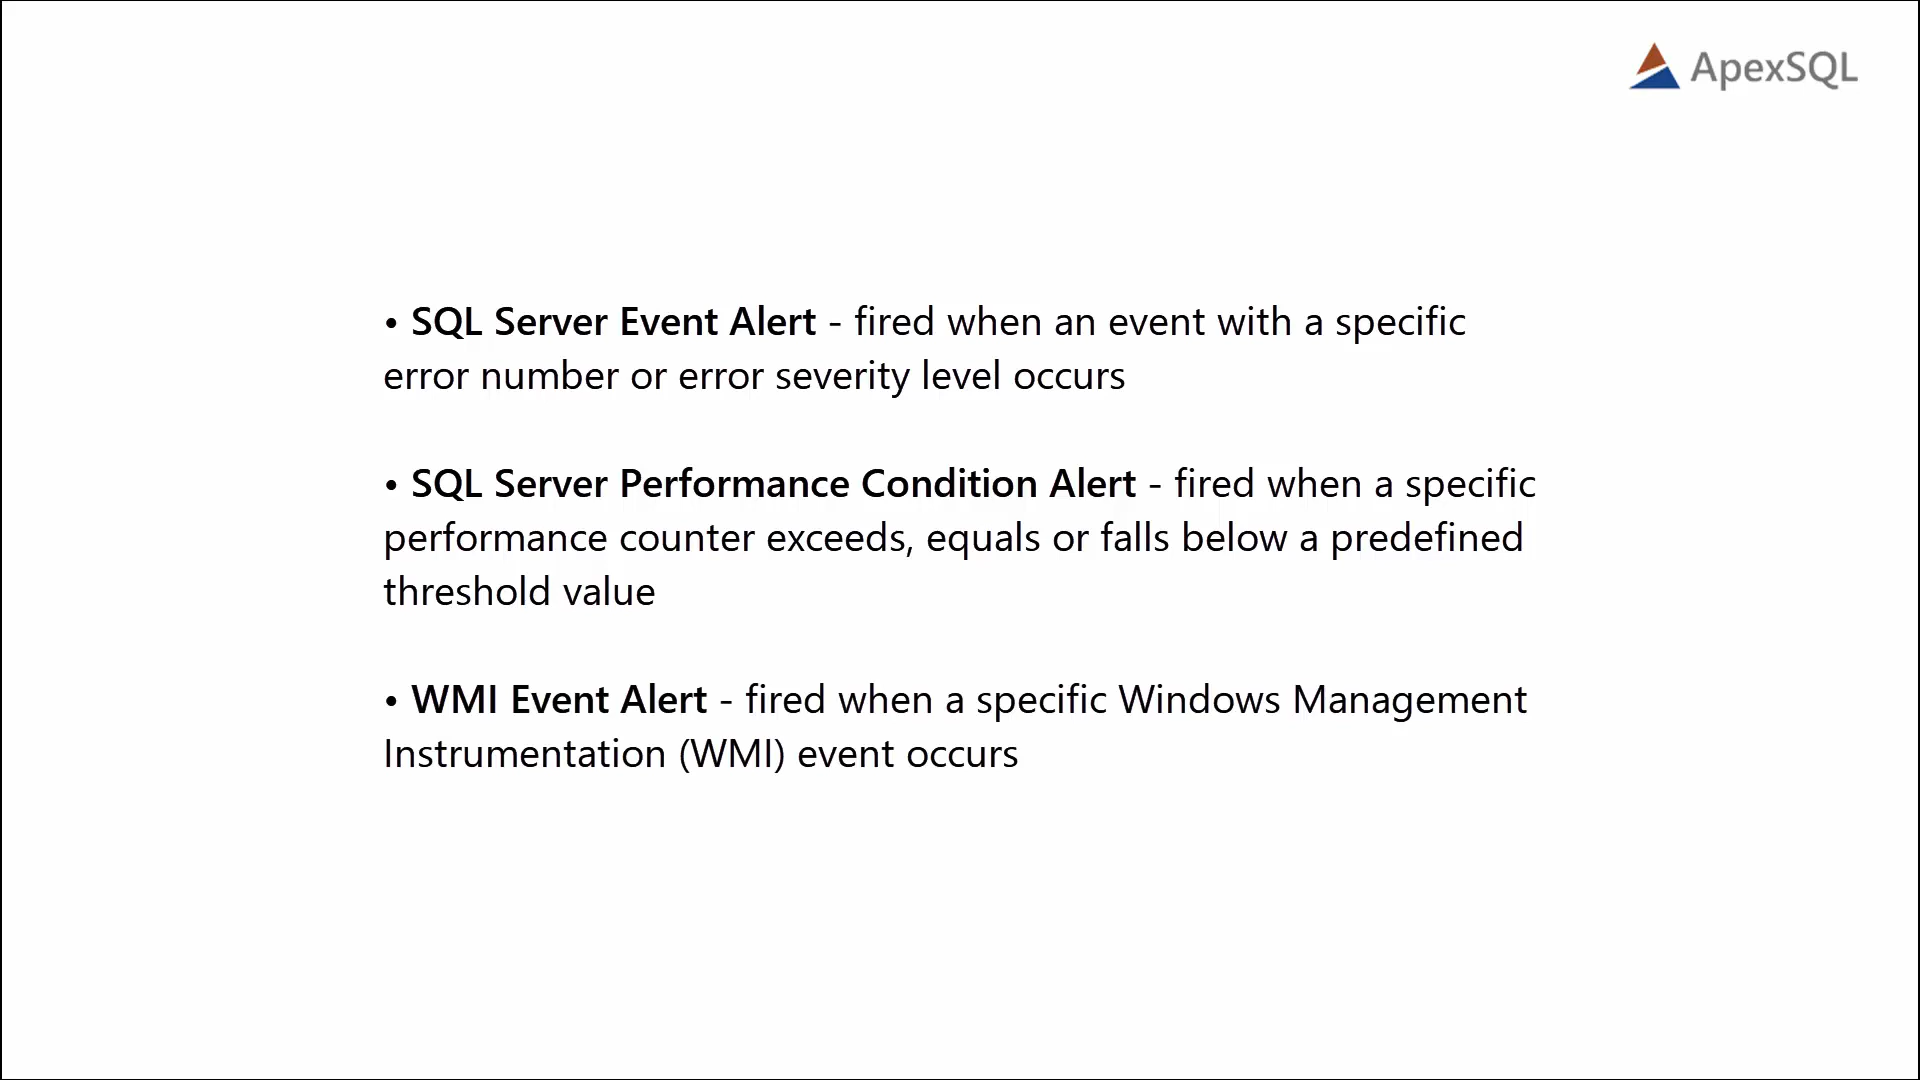 ApexSQL
• SQL Server Event Alert - fired when an event with a specific
error number or error severity level occurs
• SQL Server Performance Condition Alert - fired when a specific
performance counter exceeds, equals or falls below a predefined
threshold value
• WMI Event Alert - fired when a specific Windows Management
Instrumentation (WMI) event occurs